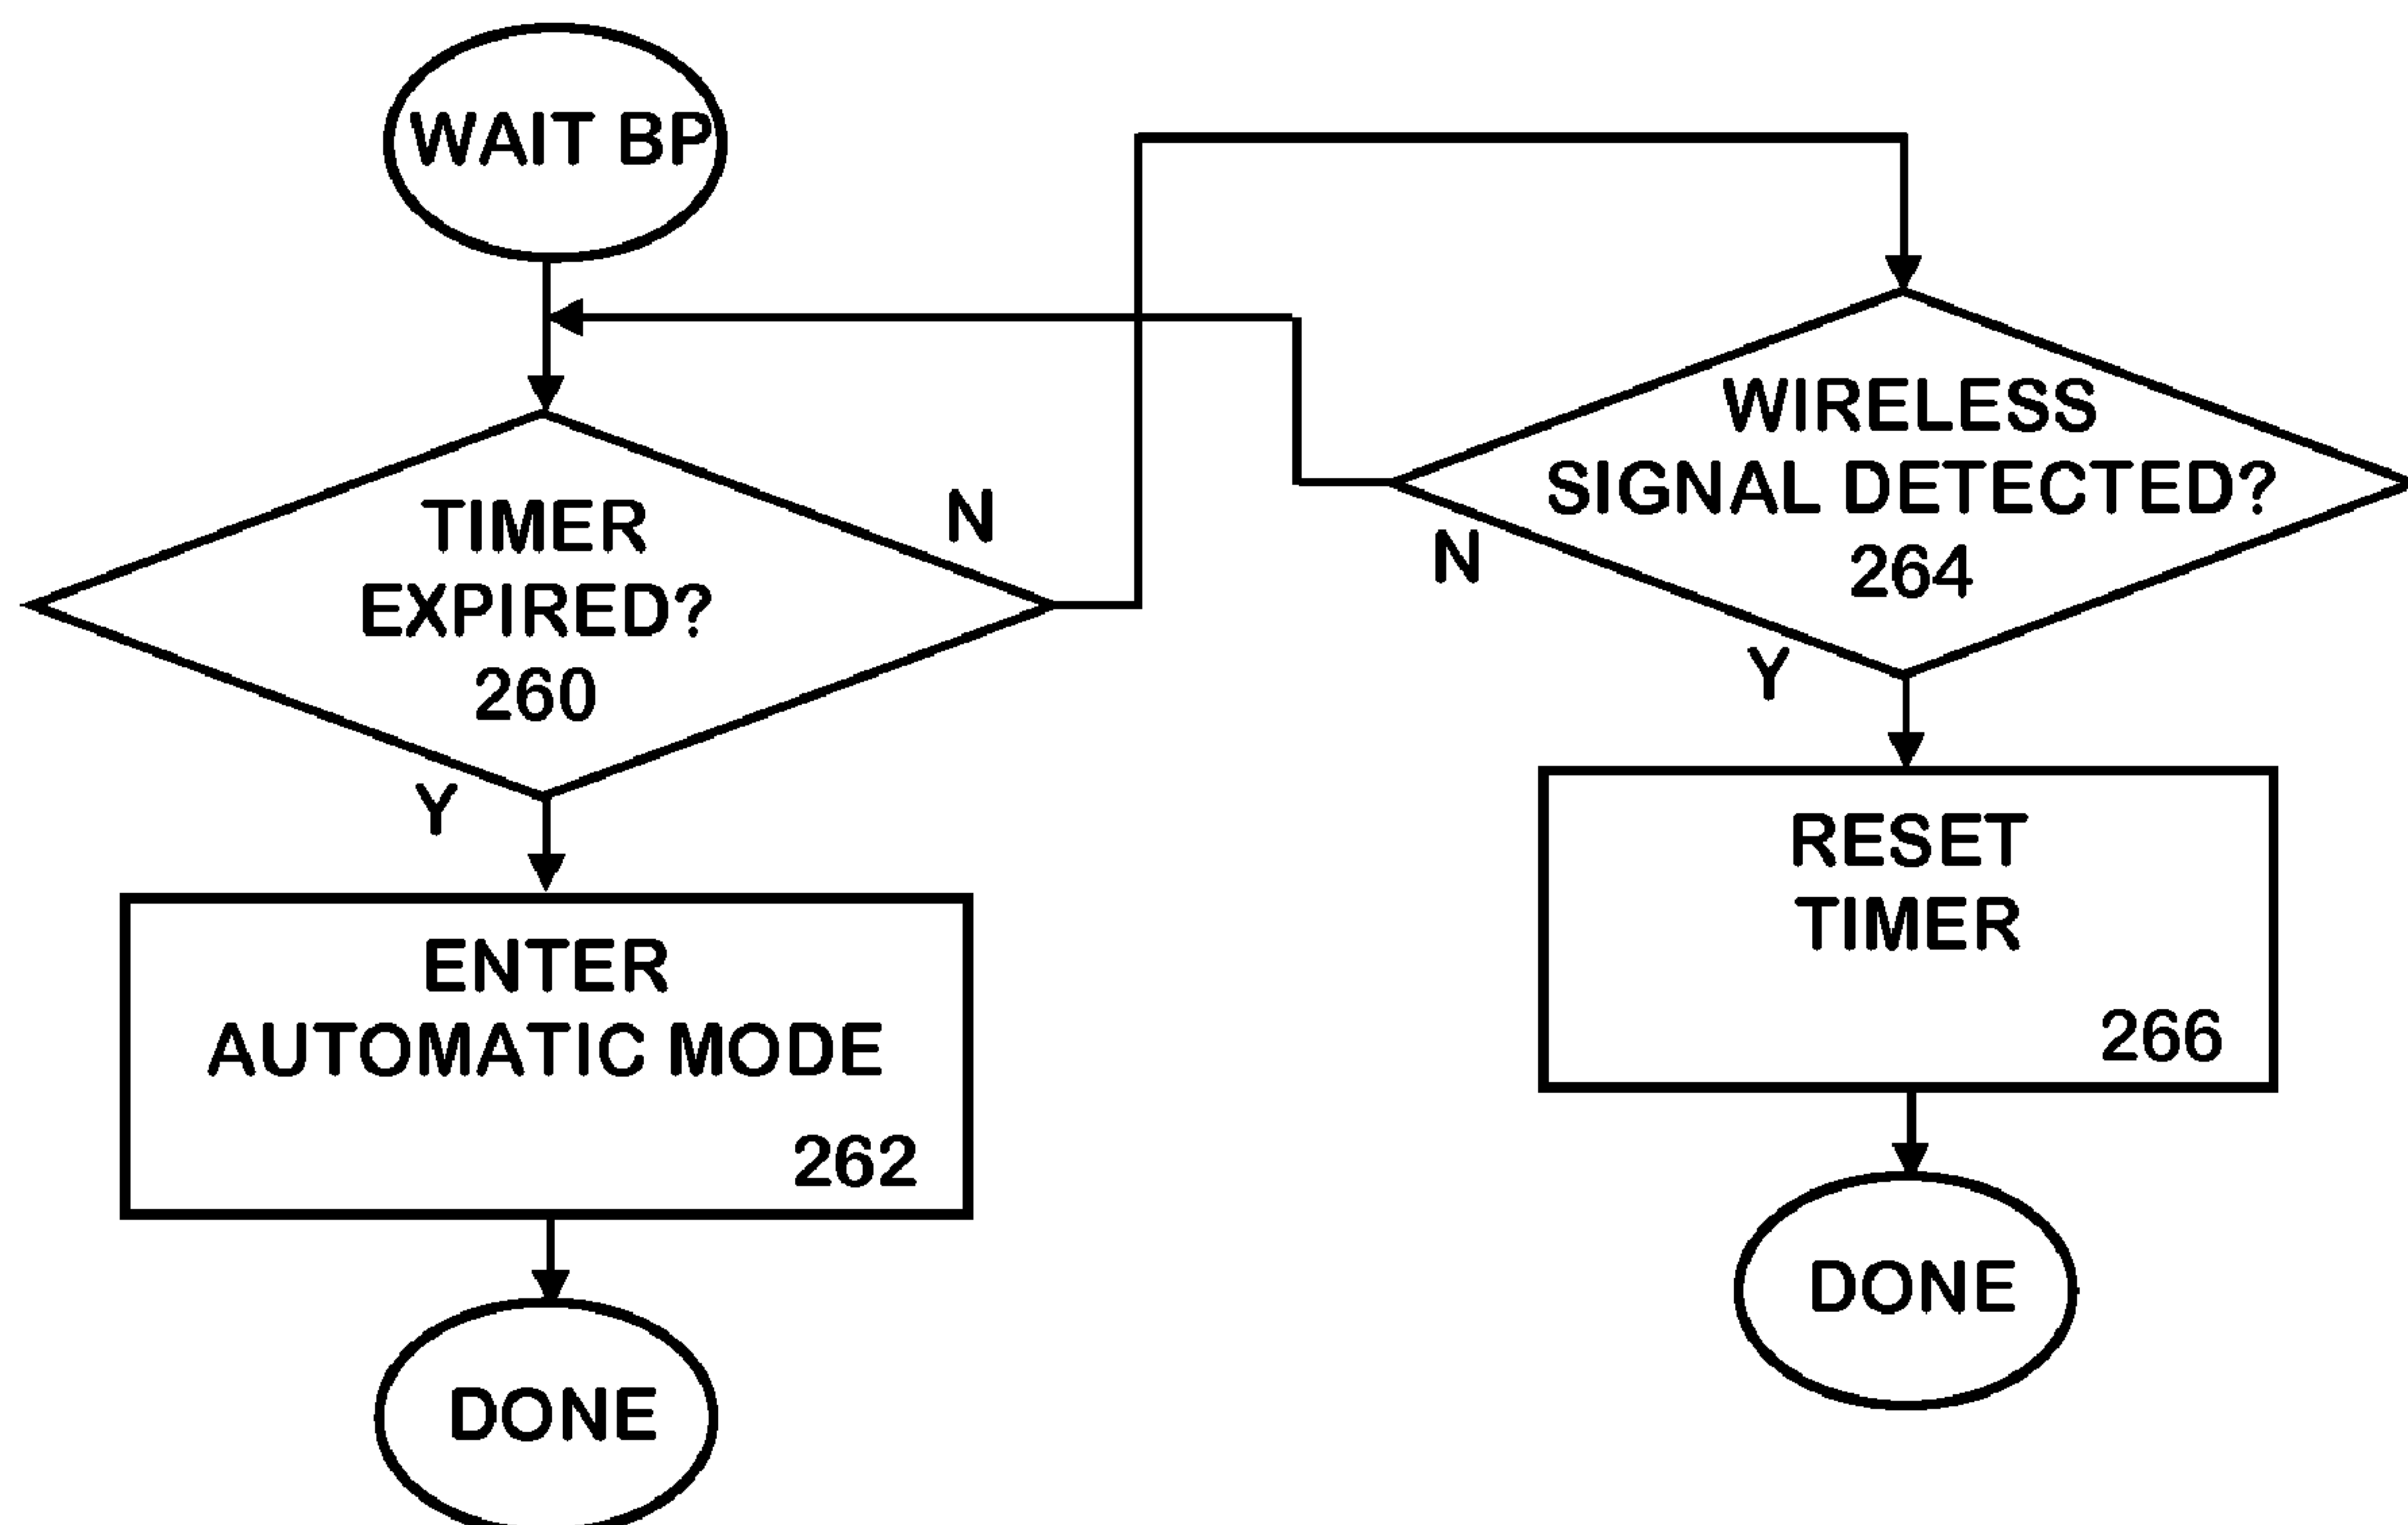 WAIT BP
TIMER
EXPIRED?
260
N
Y
ENTER
AUTOMATIC MODE
262
DONE
WIRELESS
SIGNAL DETECTED?
264
N
Y
RESET
TIMER
266
DONE